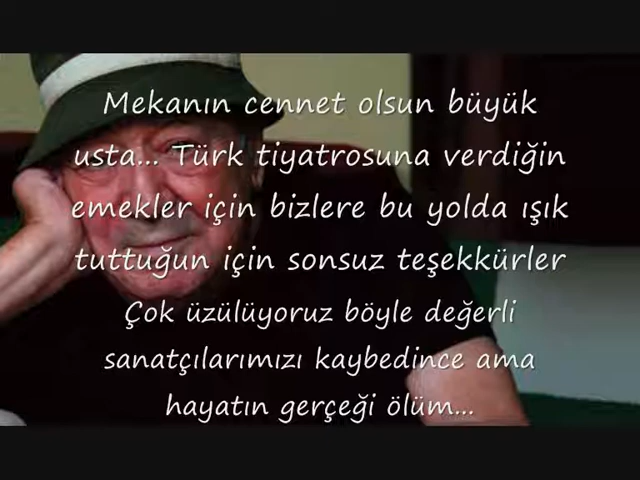 Mekanın cennet olsun büyük
usta... Türk tiyatrosuna verdiğin
emekler için bizlere bu yolda ışık
tuttuğun için sonsuz teşekkürler
Çok üzülüyoruz böyle değerli
sanatçılarımızı kaybedince ama
hayatın gerçeği ölüm...